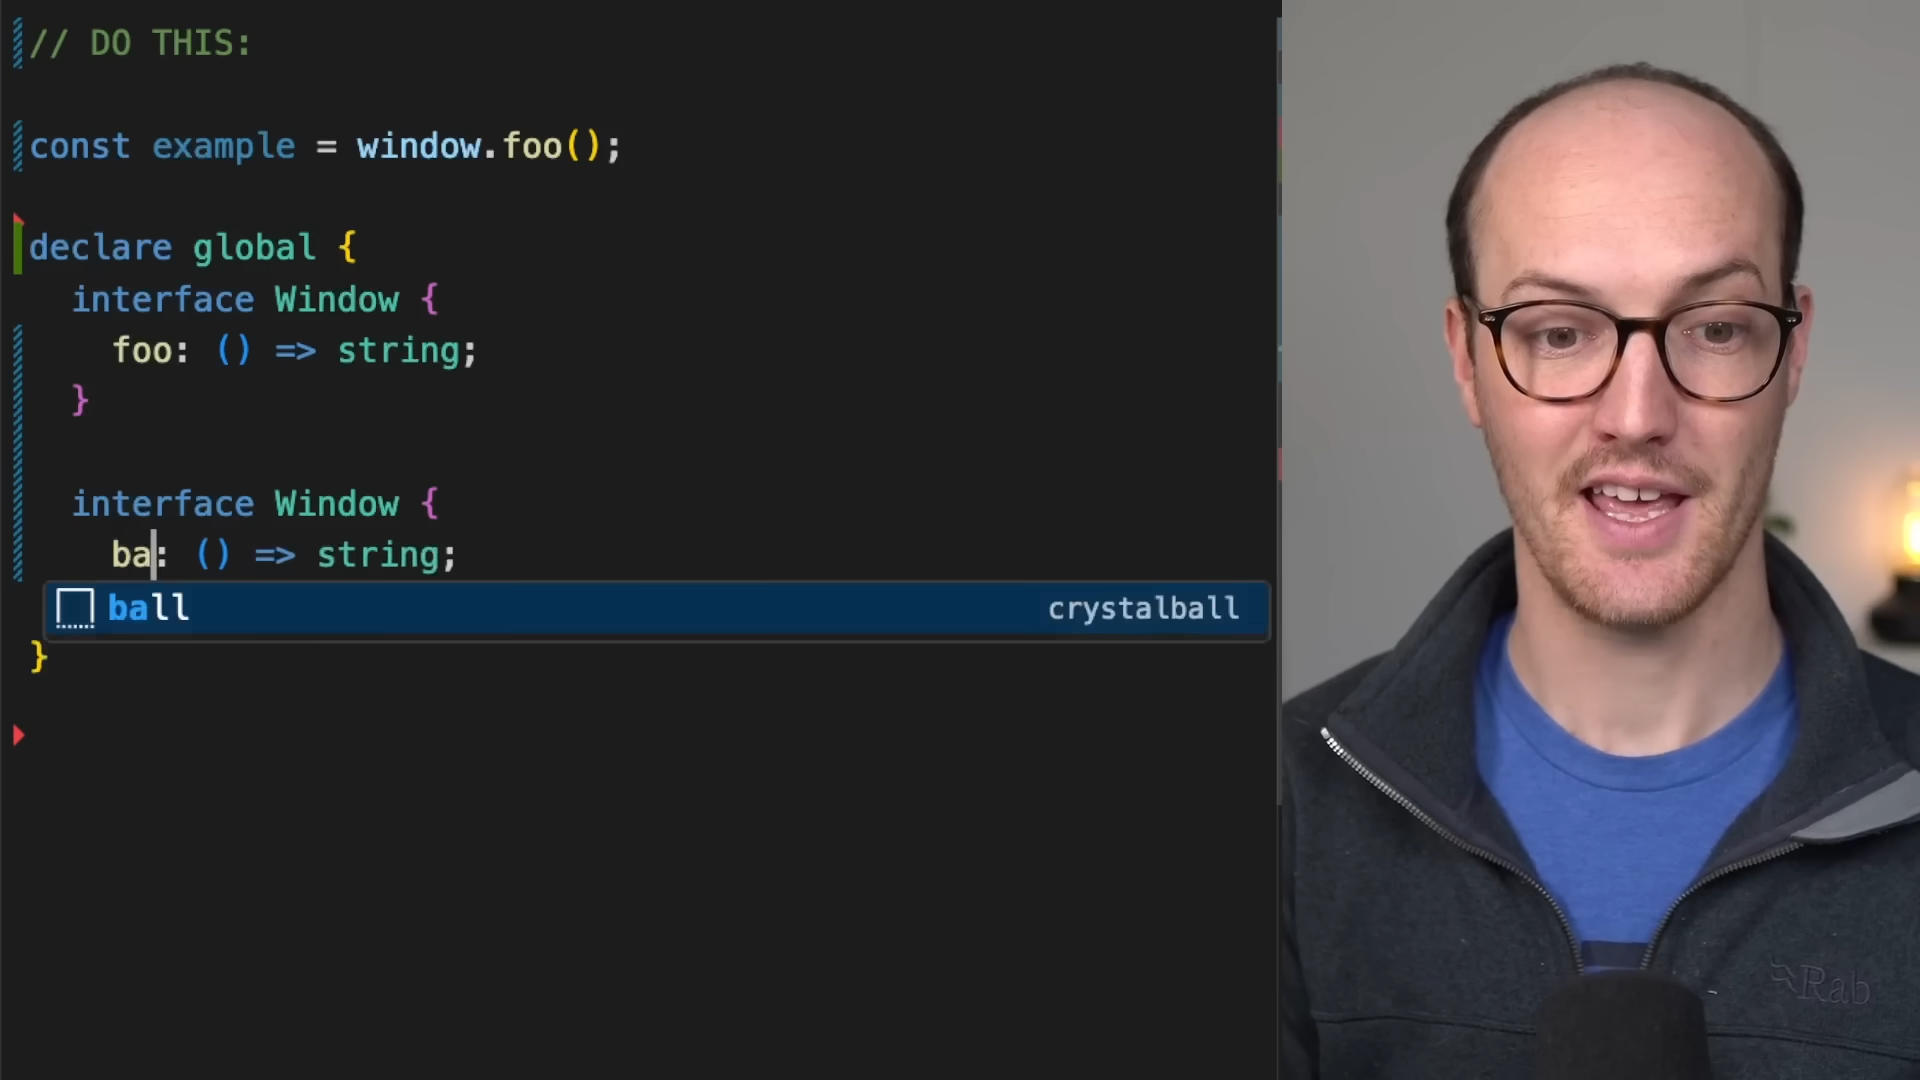 // DO THIS:
const example = window.foo();
declare global {
interface Window {
foo: () => string;
}
interface Window {
ba: () => string;
ball crystalball
}
Rab